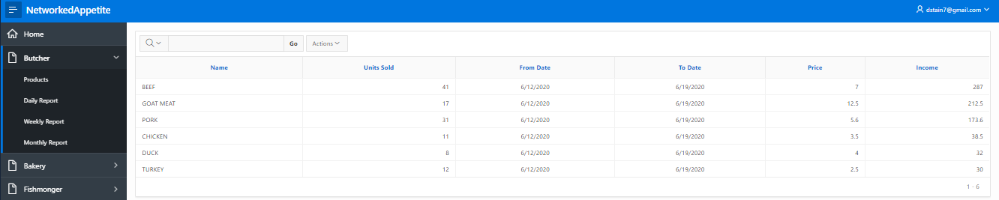 NetworkedAppetite
dstain7@gmail.com
Home
Butcher
Products
Daily Report
Weekly Report
Monthly Report
Bakery
Fishmonger
Go Actions
Name Units Sold From Date To Date Price Income
BEEF 41 6/12/2020 6/19/2020 7 287
GOAT MEAT 17 6/12/2020 6/19/2020 12.5 212.5
PORK 31 6/12/2020 6/19/2020 5.6 173.6
CHICKEN 11 6/12/2020 6/19/2020 3.5 38.5
DUCK 8 6/12/2020 6/19/2020 4 32
TURKEY 12 6/12/2020 6/19/2020 2.5 30
1 - 6